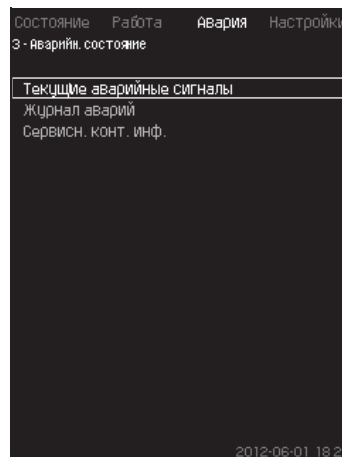 Состояние Работа Авария Настройки
3 - Аварийн. состояние
Текущие аварийные сигналы
Журнал аварий
Сервисн. конт. инф.
2012-06-01 18:2